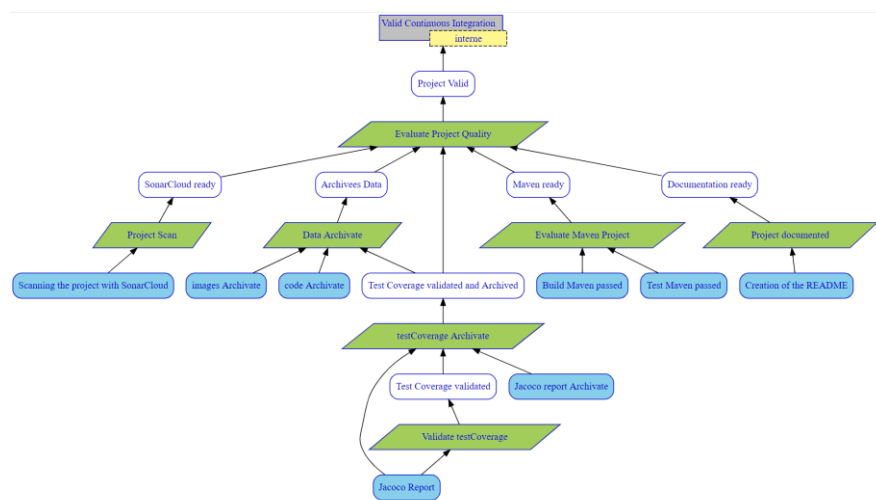 Valid Continuous Integration
interne
Project Valid
Evaluate Project Quality
SonarCloud ready
Archivees Data
Maven ready
Documentation ready
Project Scan
Data Archivate
Evaluate Maven Project
Project documented
Scanning the project with SonarCloud
images Archivate
code Archivate
Test Coverage validated and Archived
Build Maven passed
Test Maven passed
Creation of the README
testCoverage Archivate
Test Coverage validated
Jacoco report Archivate
Validate testCoverage
Jacoco Report